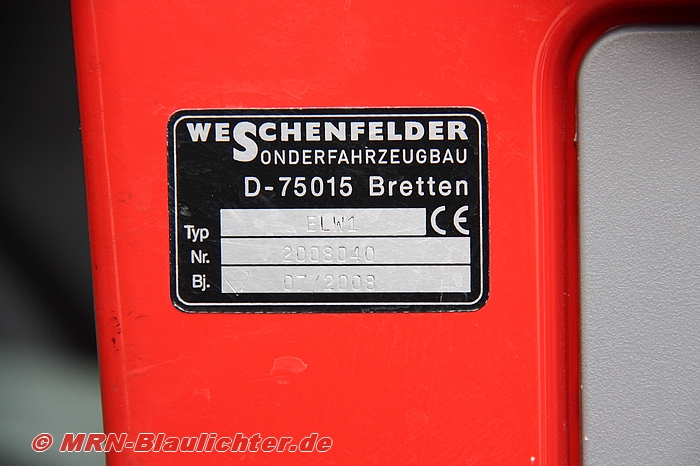 WESCHENFELDER
SONDERFAHRZEUGBAU
D-75015 Bretten
Typ ELW1 CE
Nr. 2008040
Bj. 07/2008
© MRN-Blaulichter.de